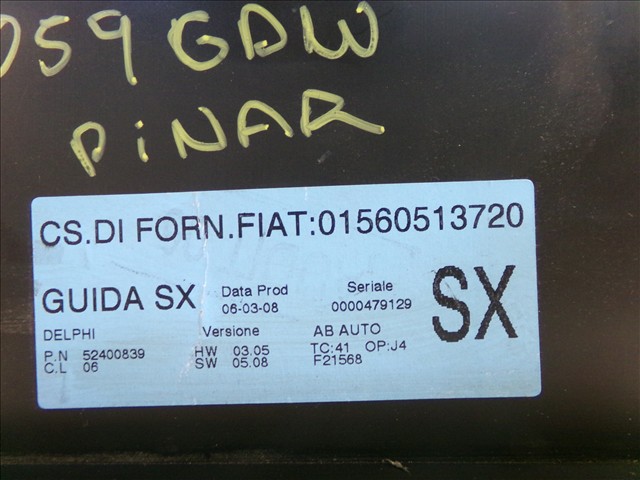 059 GDW
PINAR
CS.DI FORN.FIAT:01560513720
GUIDA SX
Data Prod
06-03-08
Seriale
0000479129
SX
DELPHI
P.N 52400839
C.L 06
Versione
HW 03.05
SW 05.08
AB AUTO
TC:41 OP:J4
F21568